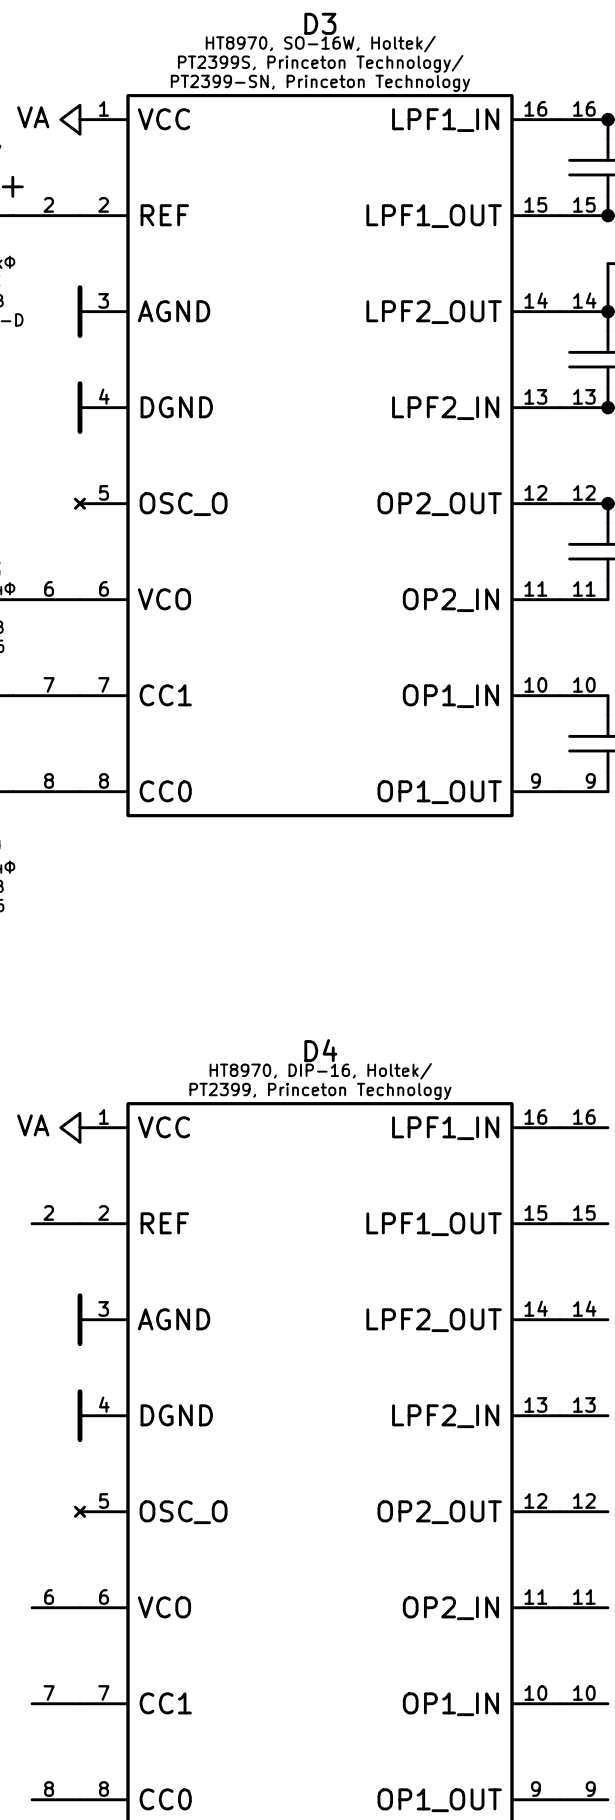 D3
HT8970, SO-16W, Holtek/
PT2399S, Princeton Technology/
PT2399-SN, Princeton Technology
VA 1 VCC LPF1_IN 16 16
+
2 2 REF LPF1_OUT 15 15
3 AGND LPF2_OUT 14 14
-D
4 DGND LPF2_IN 13 13
5 OSC_O OP2_OUT 12 12
6 6 VCO OP2_IN 11 11
7 7 CC1 OP1_IN 10 10
8 8 CC0 OP1_OUT 9 9
D4
HT8970, DIP-16, Holtek/
PT2399, Princeton Technology
VA 1 VCC LPF1_IN 16 16
2 2 REF LPF1_OUT 15 15
3 AGND LPF2_OUT 14 14
4 DGND LPF2_IN 13 13
5 OSC_O OP2_OUT 12 12
6 6 VCO OP2_IN 11 11
7 7 CC1 OP1_IN 10 10
8 8 CC0 OP1_OUT 9 9